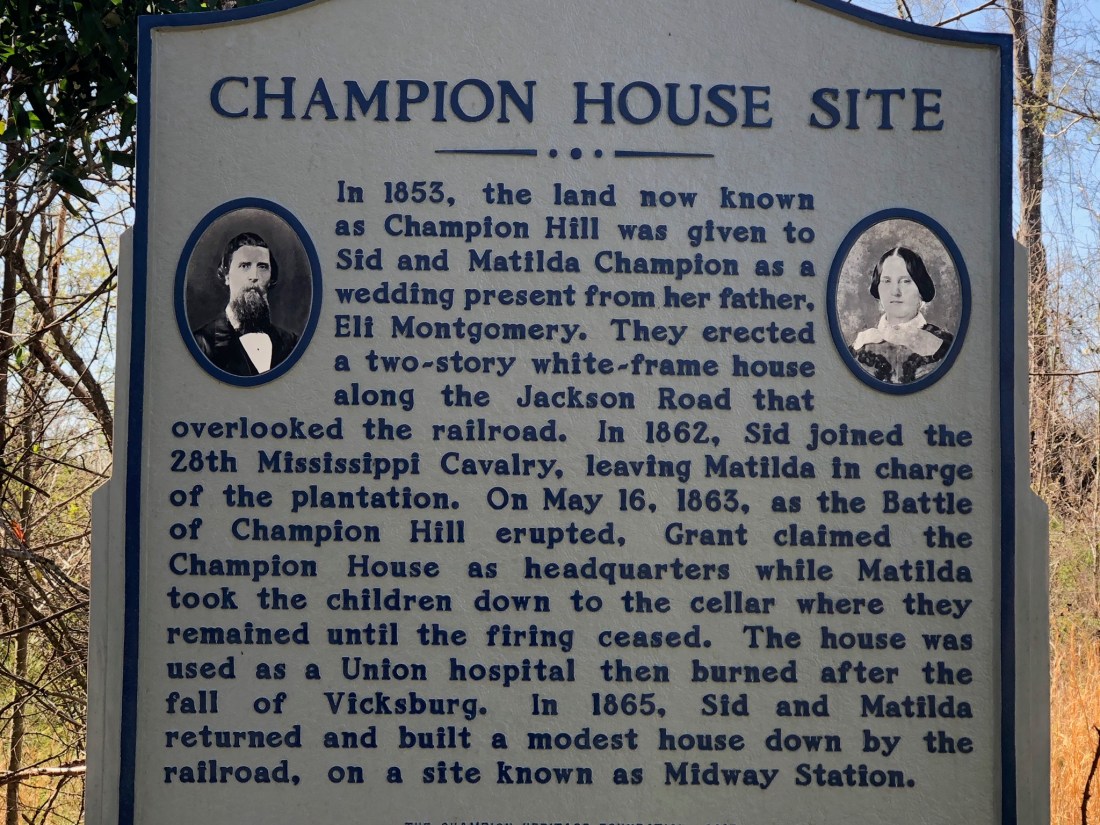 CHAMPION HOUSE SITE
In 1853, the land now known
as Champion Hill was given to
Sid and Matilda Champion as a
wedding present from her father,
Eli Montgomery. They erected
a two-story white-frame house
along the Jackson Road that
overlooked the railroad. In 1862, Sid joined the
28th Mississippi Cavalry, leaving Matilda in charge
of the plantation. On May 16, 1863, as the Battle
of Champion Hill erupted, Grant claimed the
Champion House as headquarters while Matilda
took the children down to the cellar where they
remained until the firing ceased. The house was
used as a Union hospital then burned after the
fall of Vicksburg. In 1865, Sid and Matilda
returned and built a modest house down by the
railroad, on a site known as Midway Station.
THE CHAMPION HERITAGE FOUNDATION